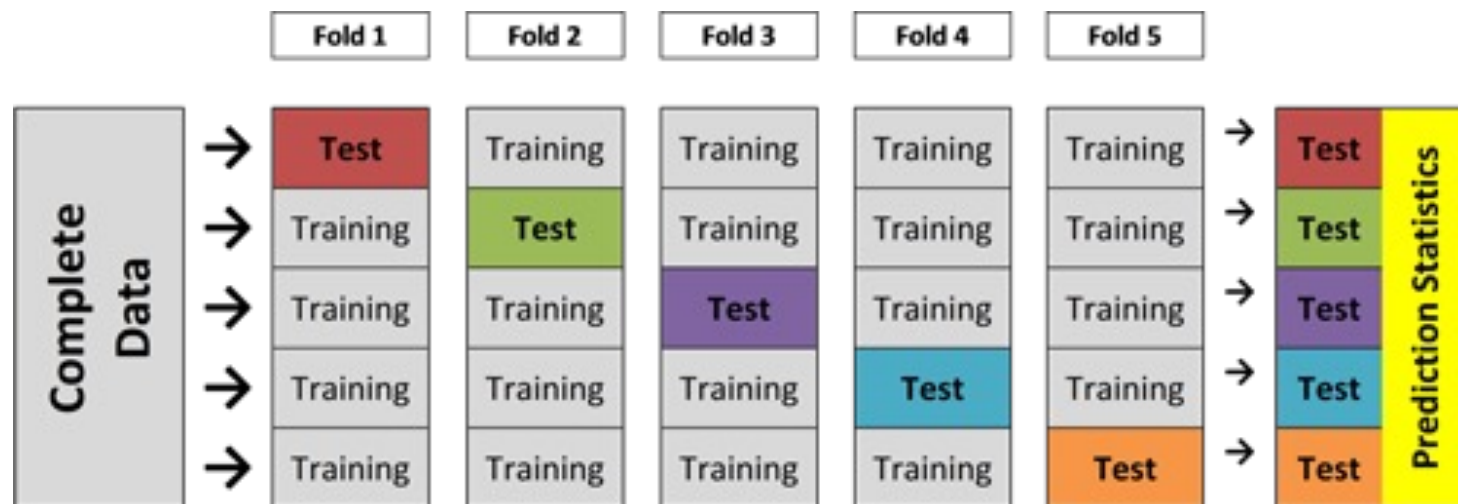 Fold 1 Fold 2 Fold 3 Fold 4 Fold 5
Complete
Data
Test Training Training Training Training Test
Training Test Training Training Training Test
Training Training Test Training Training Test
Training Training Training Test Training Test
Training Training Training Training Test Test
Prediction Statistics